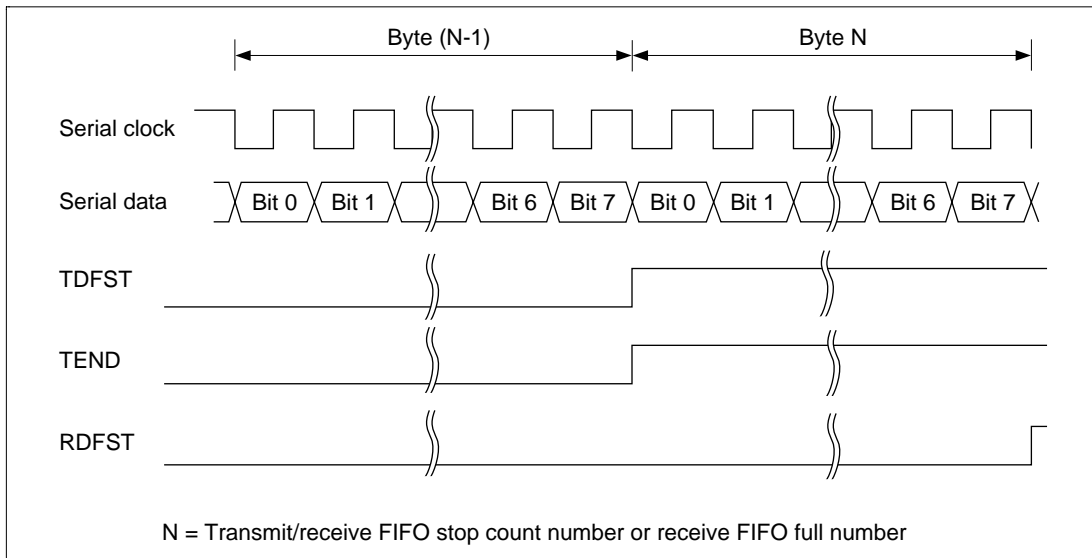 Byte (N-1) Byte N
Serial clock
Serial data Bit 0 Bit 1 Bit 6 Bit 7 Bit 0 Bit 1 Bit 6 Bit 7
TDFST
TEND
RDFST
N = Transmit/receive FIFO stop count number or receive FIFO full number